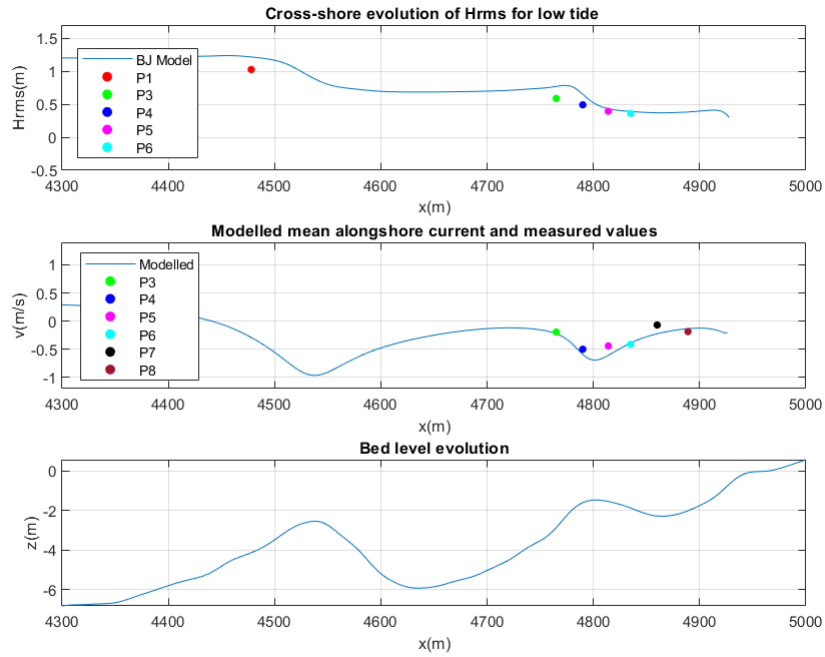 Cross-shore evolution of Hrms for low tide
Hrms(m)
1.5
1
0.5
0
-0.5
BJ Model
P1
P3
P4
P5
P6
4300 4400 4500 4600 4700 4800 4900 5000
x(m)
Modelled mean alongshore current and measured values
v(m/s)
1
0.5
0
-0.5
-1
Modelled
P3
P4
P5
P6
P7
P8
4300 4400 4500 4600 4700 4800 4900 5000
x(m)
Bed level evolution
z(m)
0
-2
-4
-6
4300 4400 4500 4600 4700 4800 4900 5000
x(m)